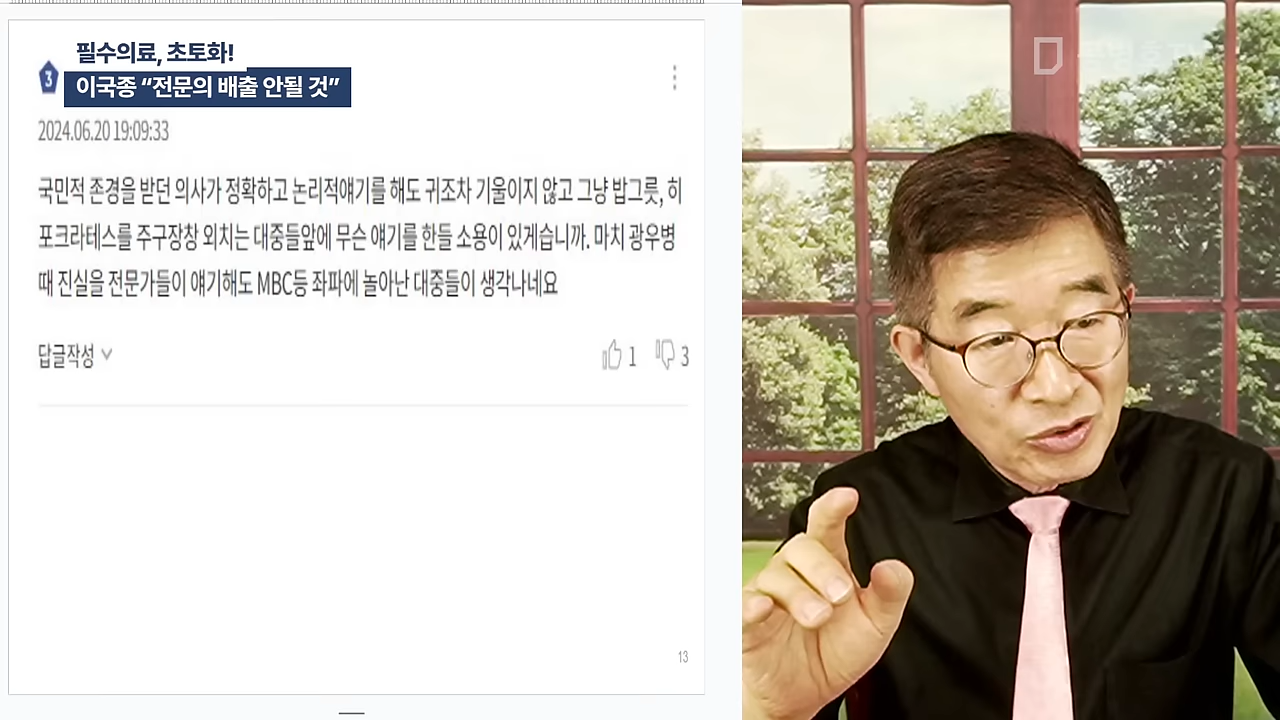 필수의료, 초토화!
이국종 “전문의 배출 안될 것”
3
2024.06.20 19:09:33
국민적 존경을 받던 의사가 정확하고 논리적얘기를 해도 귀조차 기울이지 않고 그냥 밥그릇, 히
포크라테스를 주구장창 외치는 대중들앞에 무슨 얘기를 한들 소용이 있게습니까. 마치 광우병
때 진실을 전문가들이 얘기해도 MBC등 좌파에 놀아난 대중들이 생각나네요
답글작성
1
3
13